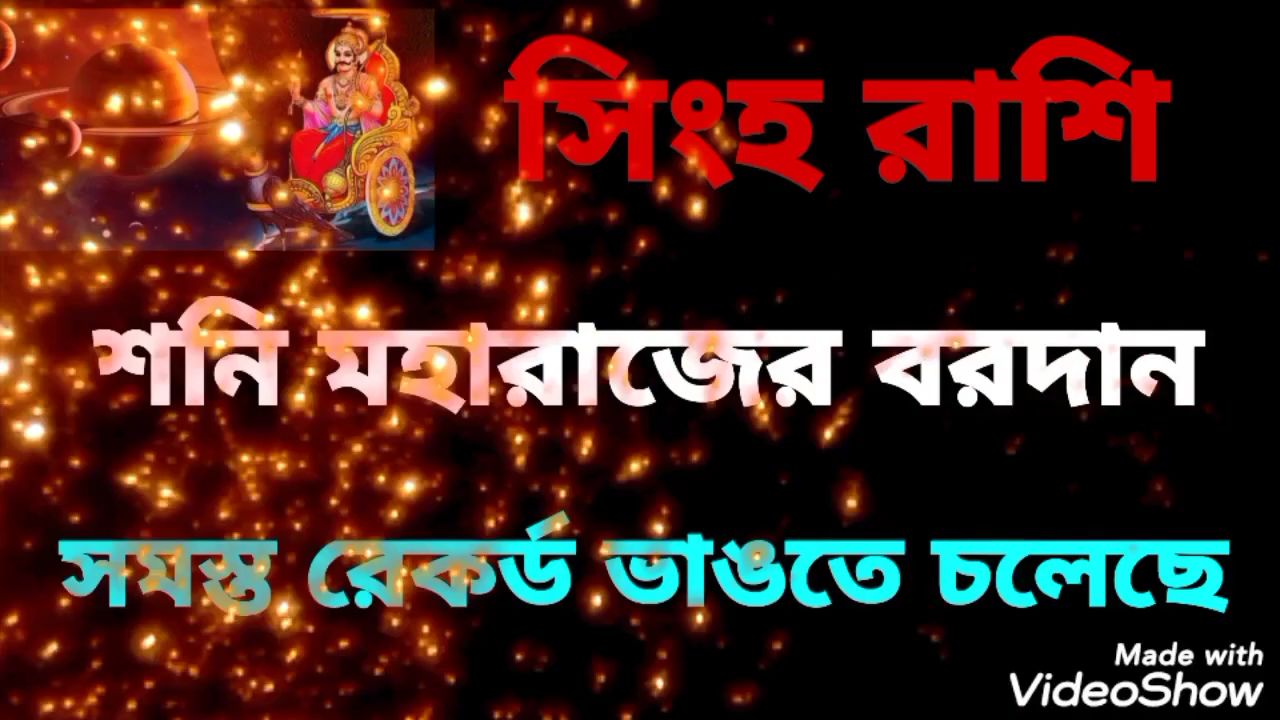 সিংহ রাশি
শনি মহারাজের বরদান
সমস্ত রেকর্ড ভাঙতে চলেছে
Made with
VideoShow